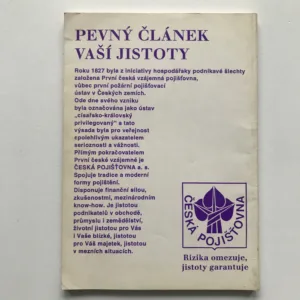 PEVNÝ ČLÁNEK
VAŠÍ JISTOTY
Roku 1827 byla z iniciativy hospodářsky podnikavé šlechty
založena První česká vzájemná pojišťovna,
vůbec první požární pojišťovací
ústav v Českých zemích.
Ode dne svého vzniku
byla označována jako ústav
„císařsko-královský
privilegovaný" a tato
výsada byla pro veřejnost
spolehlivým ukazatelem
serióznosti a vážnosti.
Přímým pokračovatelem
První české vzájemné je
ČESKÁ POJIŠŤOVNA a. s.
Spojuje tradice a moderní
formy pojištění.
Disponuje finanční silou,
zkušenostmi, mezinárodním
know-how. Je jistotou
podnikatelů v obchodě,
průmyslu i zemědělství,
životní jistotou pro Vás
i Vaše blízké, jistotou
pro Váš majetek, jistotou
v mezních situacích.
ČESKÁ POJIŠŤOVNA
Rizika omezuje,
jistoty garantuje